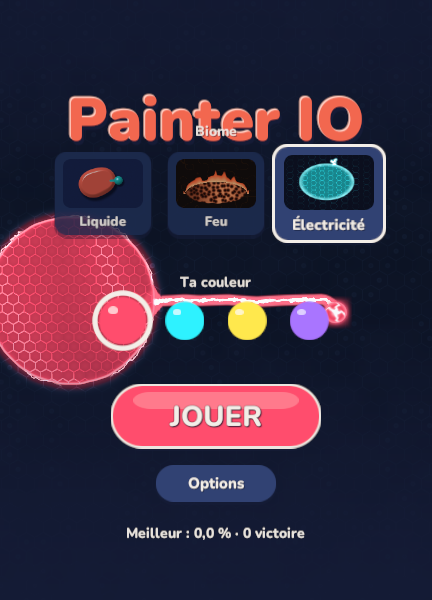 Painter IO
Biome
Liquide
Feu
Électricité
Ta couleur
JOUER
Options
Meilleur : 0,0 % · 0 victoire